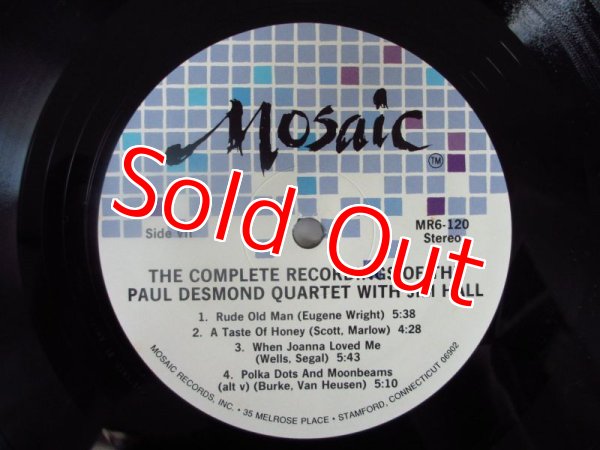 Mosaic
TM
Sold Out
Side VII
MR6-120
Stereo
THE COMPLETE RECORDINGS OF THE
PAUL DESMOND QUARTET WITH JIM HALL
1. Rude Old Man (Eugene Wright) 5:38
2. A Taste Of Honey (Scott, Marlow) 4:28
3. When Joanna Loved Me
(Wells, Segal) 5:43
4. Polka Dots And Moonbeams
(alt v) (Burke, Van Heusen) 5:10
MOSAIC RECORDS, INC. • 35 MELROSE PLACE • STAMFORD, CONNECTICUT 06902